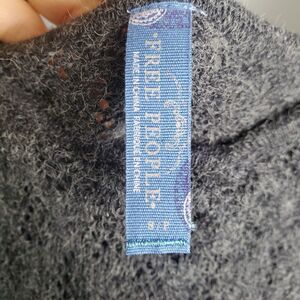 FREE PEOPLE
MADE IN CHINA / FABRIQUÉ EN CHINE
S / P